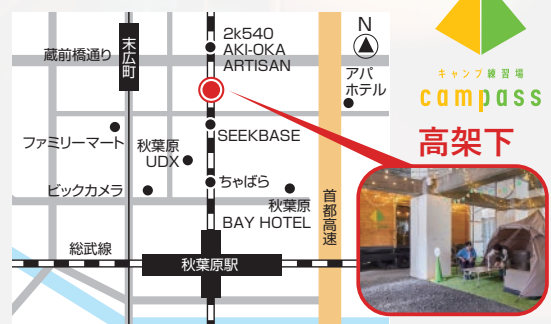 2k540
AKI-OKA
ARTISAN
N
蔵前橋通り
末広町
アパ
ホテル
キャンプ練習場
campass
高架下
SEEKBASE
ファミリーマート
秋葉原
UDX
ちゃばら
ビックカメラ
秋葉原
BAY HOTEL
首都高速
総武線
秋葉原駅